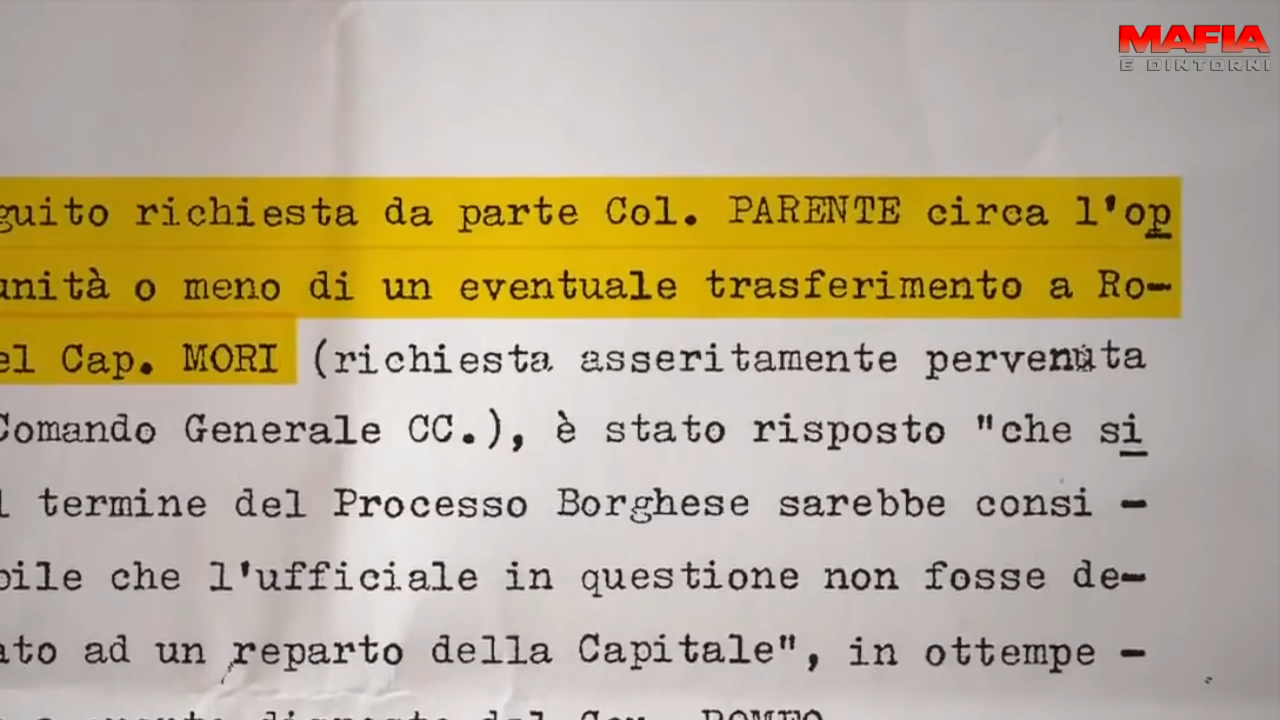 MAFIA
E DINTORNI
guito richiesta da parte Col. PARENTE circa l'op
unità o meno di un eventuale trasferimento a Ro-
el Cap. MORI (richiesta asseritamente pervenuta
Comando Generale CC.), è stato risposto "che si
l termine del Processo Borghese sarebbe consi -
bile che l'ufficiale in questione non fosse de-
ato ad un reparto della Capitale", in ottempe -